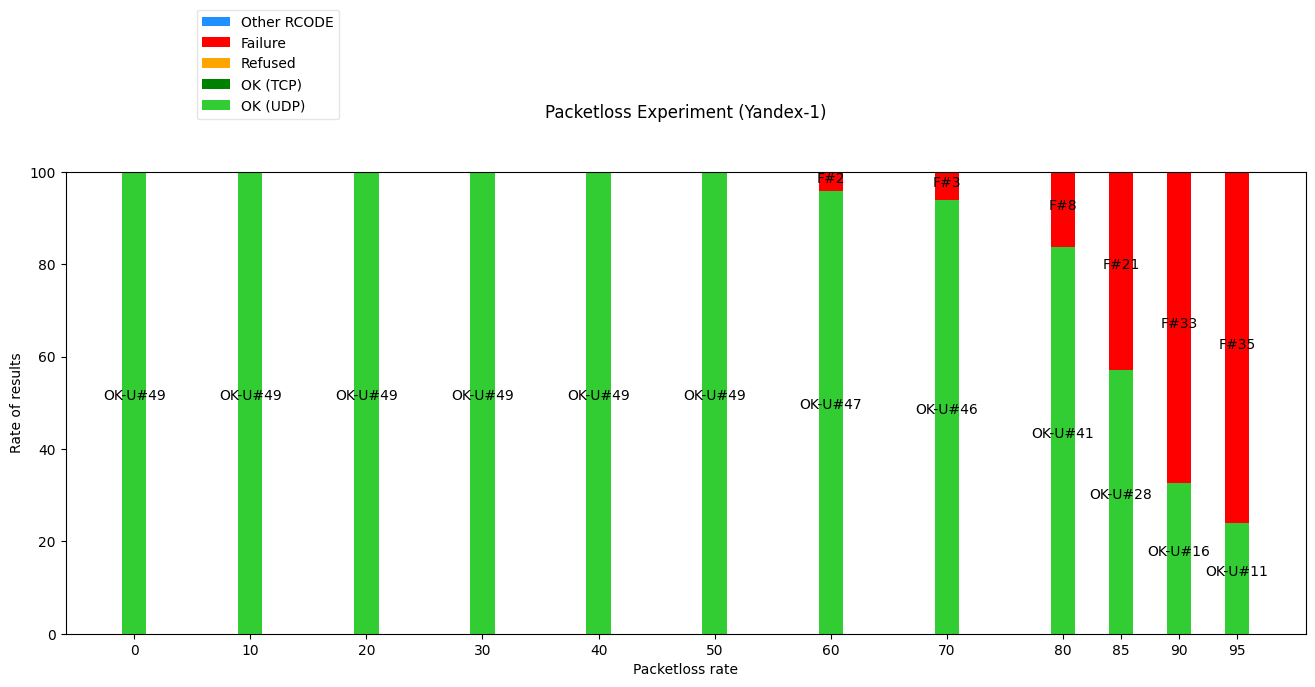 Other RCODE
Failure
Refused
OK (TCP)
OK (UDP)
Packetloss Experiment (Yandex-1)
Rate of results
100
80
60
40
20
0
OK-U#49
OK-U#49
OK-U#49
OK-U#49
OK-U#49
OK-U#49
F#2
OK-U#47
F#3
OK-U#46
F#8
OK-U#41
F#21
OK-U#28
F#33
OK-U#16
F#35
OK-U#11
0 10 20 30 40 50 60 70 80 85 90 95
Packetloss rate